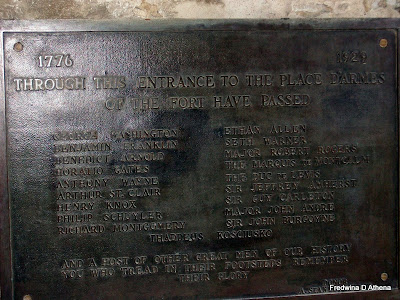 1776
THROUGH THIS ENTRANCE TO THE PLACE D'ARMES
OF THE FORT HAVE PASSED
GEORGE WASHINGTON
BENJAMIN FRANKLIN
BENEDICT ARNOLD
HORATIO GATES
ANTHONY WAYNE
ARTHUR ST. CLAIR
HENRY KNOX
PHILIP SCHUYLER
RICHARD MONTGOMERY
ETHAN ALLEN
SETH WARNER
MAJOR ROBERT ROGERS
THE MARQUIS DE MONTCALM
THE DUC DE LEVIS
SIR JEFFREY AMHERST
SIR GUY CARLETON
MAJOR JOHN ANDRE
SIR JOHN BURGOYNE
THADEUS KOSCIUSKO
AND A HOST OF OTHER GREAT MEN OF OUR HISTORY
YOU WHO TREAD IN THEIR FOOTSTEPS REMEMBER
THEIR GLORY
Fredwina D Athena